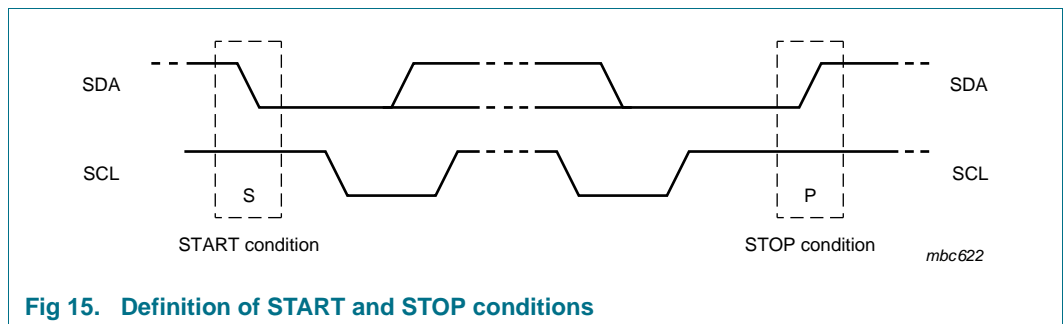 SDA
SDA
SCL
SCL
S
P
START condition
STOP condition
mbc622
Fig 15. Definition of START and STOP conditions